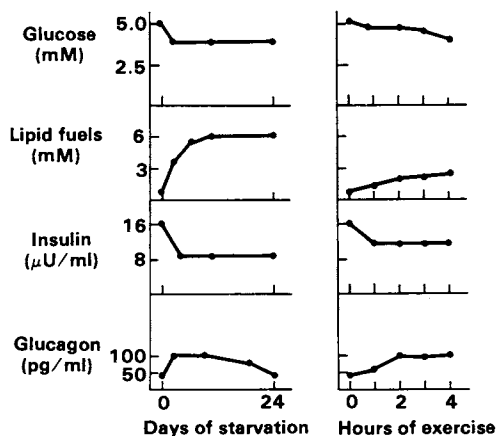 Glucose
(mM)
5.0
2.5
Lipid fuels
(mM)
6
3
Insulin
(μU/ml)
16
8
Glucagon
(pg/ml)
100
50
0 24
Days of starvation
0 2 4
Hours of exercise